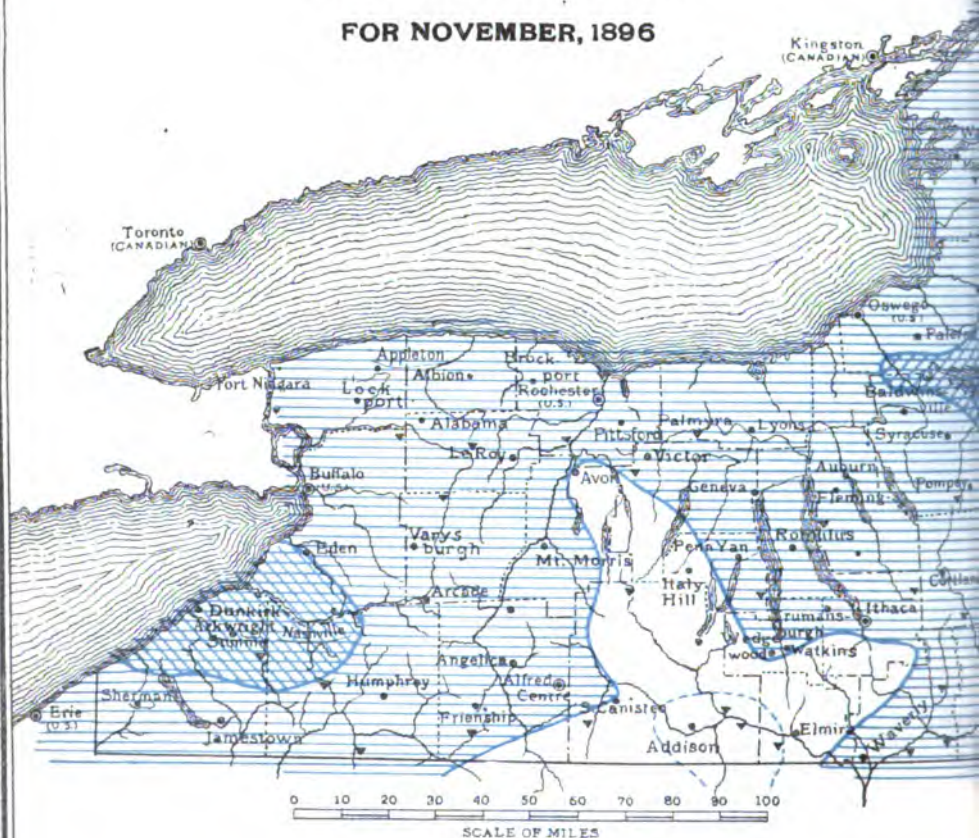 FOR NOVEMBER, 1896
Kingston
(CANADIAN)
Toronto
(CANADIAN)
Oswego
(U.S.)
Paler
Fort Niagara
Appleton
Albion
Brock
port
Lock
port
Rochester
(U.S.)
Baldwins
ville
Alabama
Pittsford
Palmyra
Lyons
Syracuse
Le Roy
Victor
Buffalo
(U.S.)
Avon
Geneva
Auburn
Fleming
Pompey
Eden
Varys
burgh
Mt. Morris
Penn Yan
Romulus
Italy
Hill
Arcade
Ithaca
Dunkirk
Arkwright
Summit
Nashville
Trumans-
burgh
Wedge
wood
Watkins
Angelica
Alfred
Centre
Sherman
Humphrey
Erie
(U.S.)
Jamestown
Frienship
S. Canisteo
Addison
Elmira
Waverly
0 10 20 30 40 50 60 70 80 90 100
SCALE OF MILES